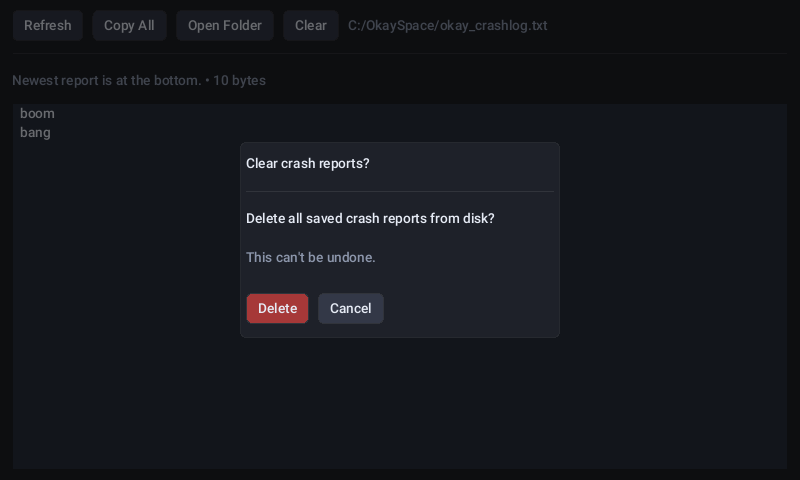 Refresh Copy All Open Folder Clear C:/OkaySpace/okay_crashlog.txt
Newest report is at the bottom. • 10 bytes
boom
bang
Clear crash reports?
Delete all saved crash reports from disk?
This can't be undone.
Delete Cancel